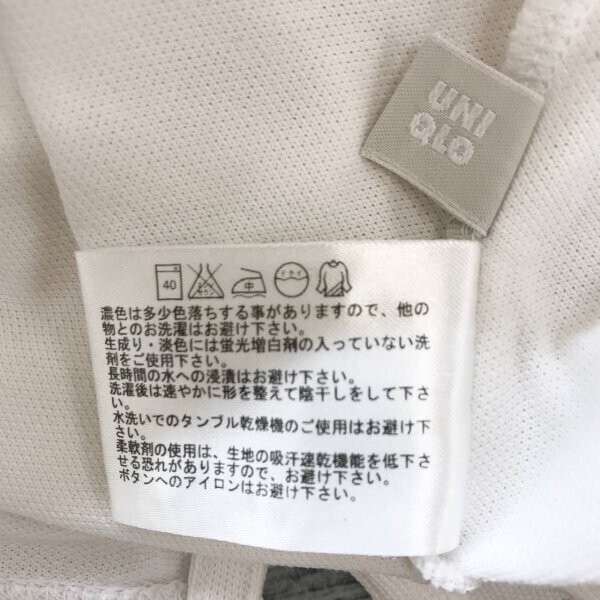 UNI
QLO
40
濃色は多少色落ちする事がありますので、他の
物とのお洗濯はお避け下さい。
生成り・淡色には蛍光増白剤の入っていない洗
剤をご使用下さい。
長時間の水への浸漬はお避け下さい。
洗濯後は速やかに形を整えて陰干しをして下さ
い。
水洗いでのタンブル乾燥機のご使用はお避け下
さい。
柔軟剤の使用は、生地の吸汗速乾機能を低下さ
せる恐れがありますので、お避け下さい。
ボタンへのアイロンはお避け下さい。